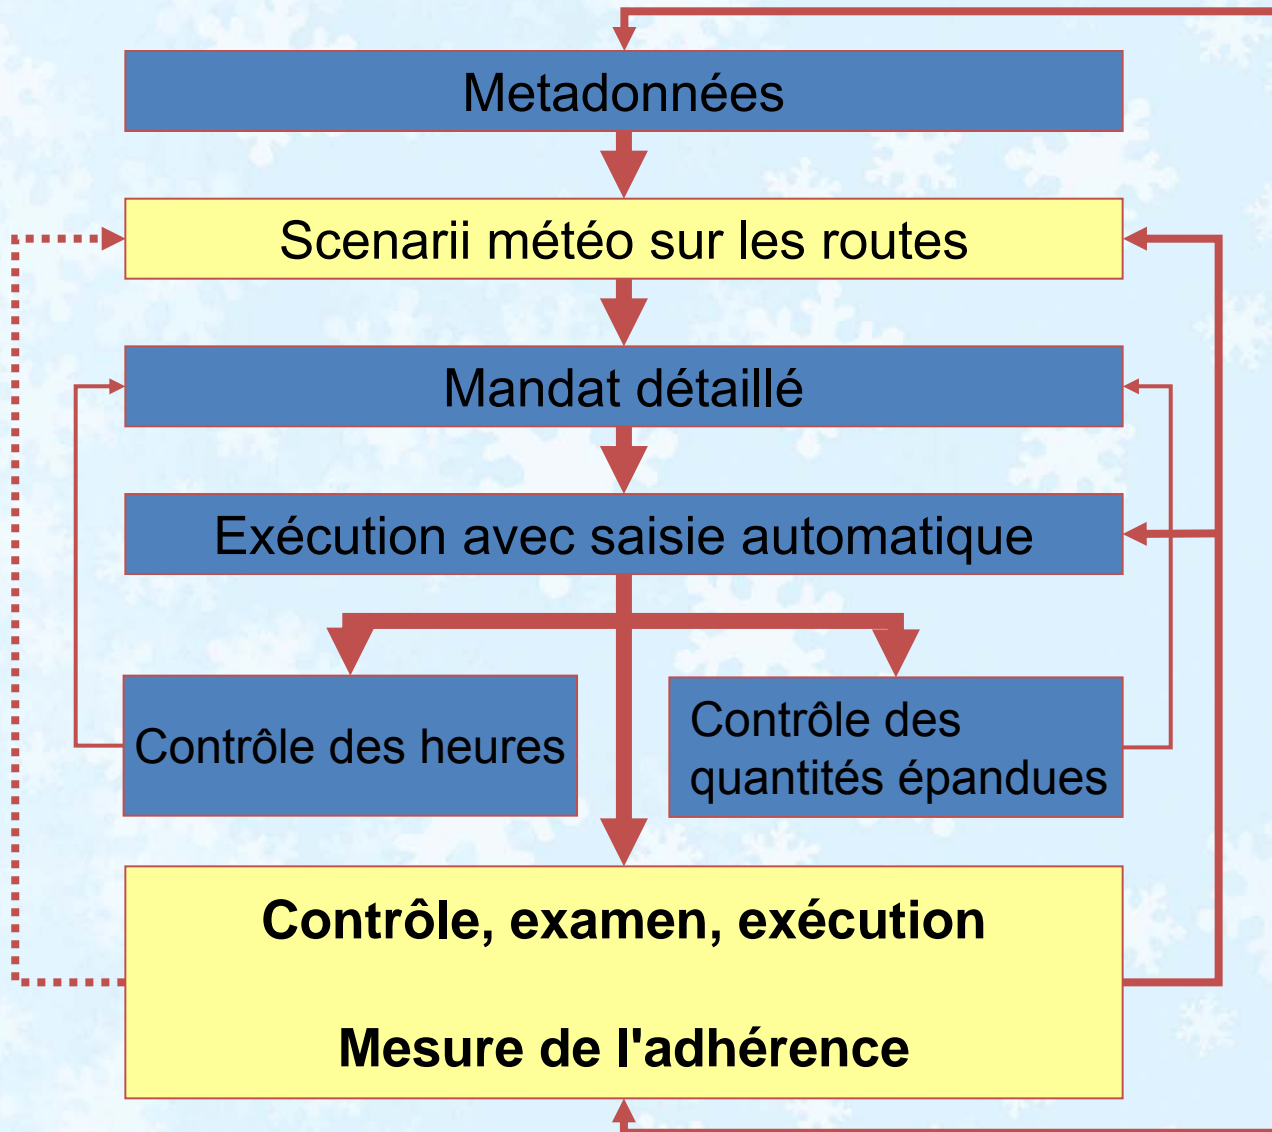 Metadonnées
Scenarii météo sur les routes
Mandat détaillé
Exécution avec saisie automatique
Contrôle des heures
Contrôle des
quantités épandues
Contrôle, examen, exécution
Mesure de l'adhérence